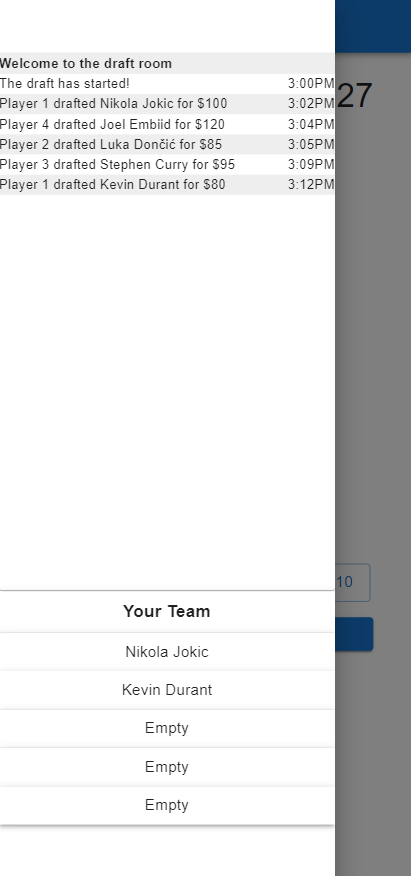 Welcome to the draft room
The draft has started! 3:00PM
Player 1 drafted Nikola Jokic for $100 3:02PM
Player 4 drafted Joel Embiid for $120 3:04PM
Player 2 drafted Luka Dončić for $85 3:05PM
Player 3 drafted Stephen Curry for $95 3:09PM
Player 1 drafted Kevin Durant for $80 3:12PM
27
10
Your Team
Nikola Jokic
Kevin Durant
Empty
Empty
Empty